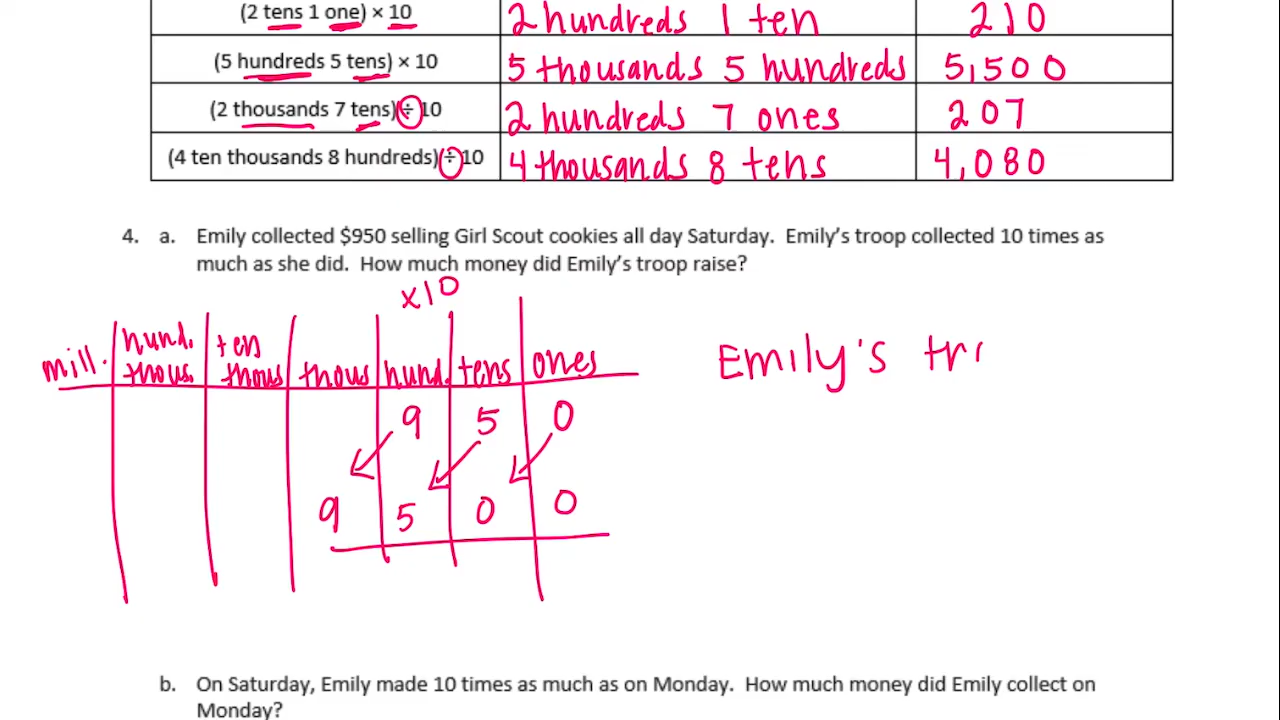 (2 tens 1 one) × 10 2 hundreds 1 ten 210
(5 hundreds 5 tens) × 10 5 thousands 5 hundreds 5,500
(2 thousands 7 tens) ÷ 10 2 hundreds 7 ones 207
(4 ten thousands 8 hundreds) ÷ 10 4 thousands 8 tens 4,080
4. a. Emily collected $950 selling Girl Scout cookies all day Saturday. Emily's troop collected 10 times as
much as she did. How much money did Emily's troop raise?
x10
mill. hund. thous. ten thous thous hund. tens ones
9 5 0
9 5 0 0
Emily's tr
b. On Saturday, Emily made 10 times as much as on Monday. How much money did Emily collect on
Monday?